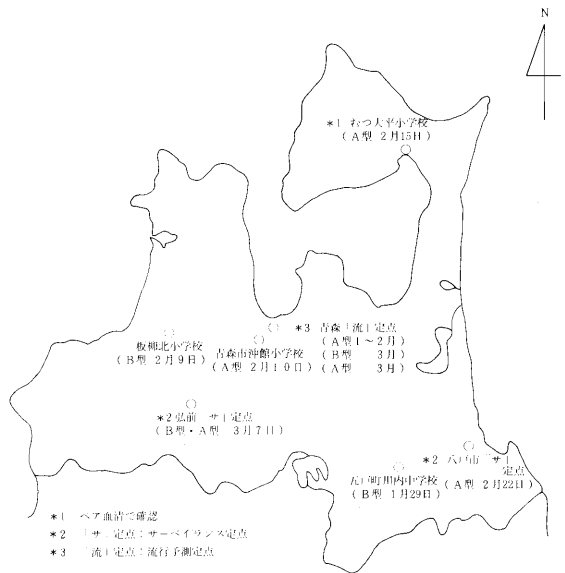 N
*1 むつ大平小学校
(A型 2月15日)
*3 青森「流」定点
(A型1~2月)
(B型 3月)
(A型 3月)
板柳北小学校
(B型 2月9日)
青森市沖館小学校
(A型 2月10日)
*2 弘前「サ」定点
(B型・A型 3月7日)
*2 八戸市「サ」
定点
(A型 2月22日)
五戸町川内中学校
(B型 1月29日)
*1 ペア血清で確認
*2 「サ」定点:サーベイランス定点
*3 「流」定点:流行予測定点